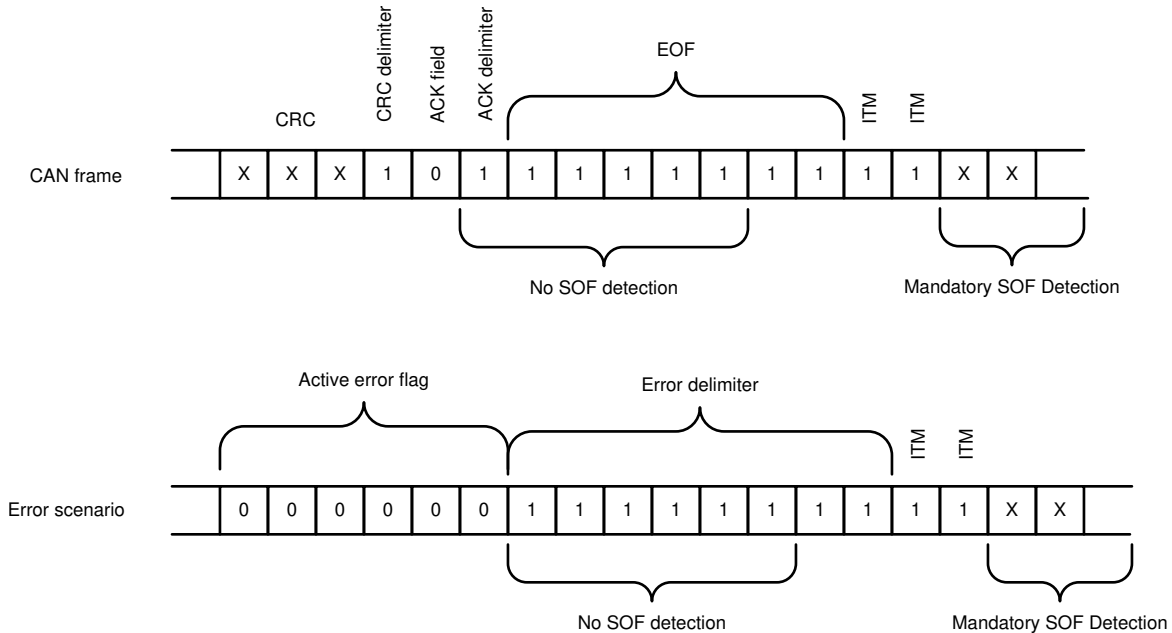 CRC
CRC delimiter
ACK field
ACK delimiter
EOF
ITM
ITM
CAN frame
X X X 1 0 1 1 1 1 1 1 1 1 1 1 X X
No SOF detection
Mandatory SOF Detection
Active error flag
Error delimiter
ITM
ITM
Error scenario
0 0 0 0 0 0 1 1 1 1 1 1 1 1 1 1 X X
No SOF detection
Mandatory SOF Detection